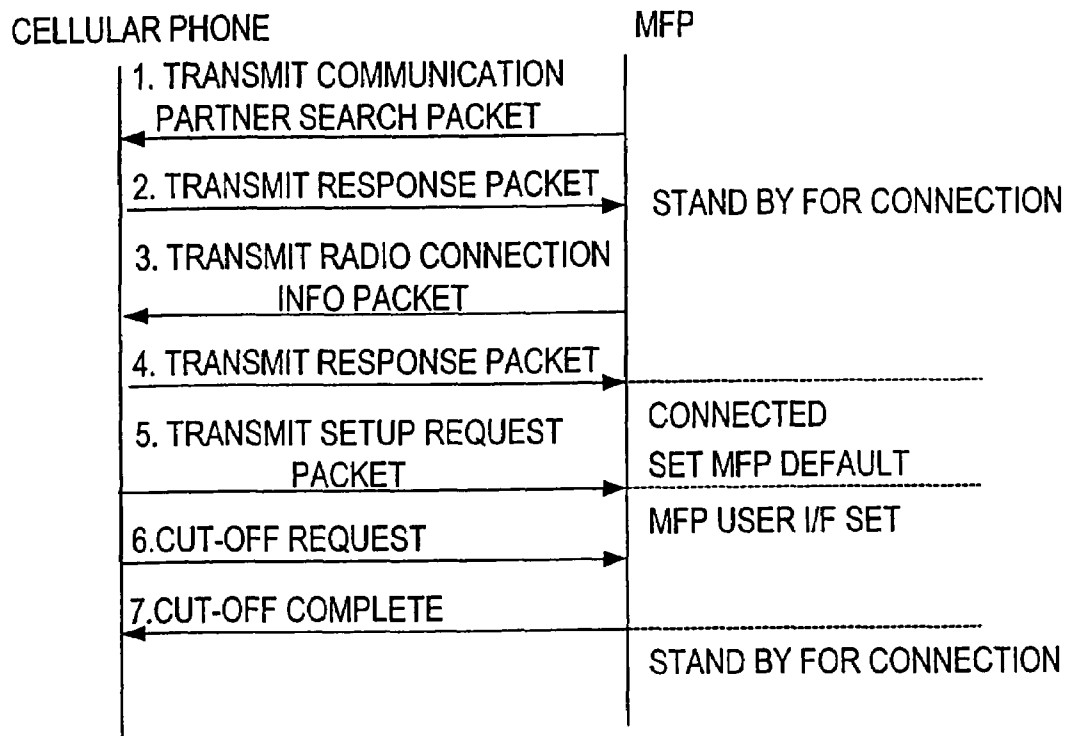 CELLULAR PHONE
MFP
1. TRANSMIT COMMUNICATION
PARTNER SEARCH PACKET
2. TRANSMIT RESPONSE PACKET
STAND BY FOR CONNECTION
3. TRANSMIT RADIO CONNECTION
INFO PACKET
4. TRANSMIT RESPONSE PACKET
CONNECTED
5. TRANSMIT SETUP REQUEST
PACKET
SET MFP DEFAULT
MFP USER I/F SET
6.CUT-OFF REQUEST
7.CUT-OFF COMPLETE
STAND BY FOR CONNECTION